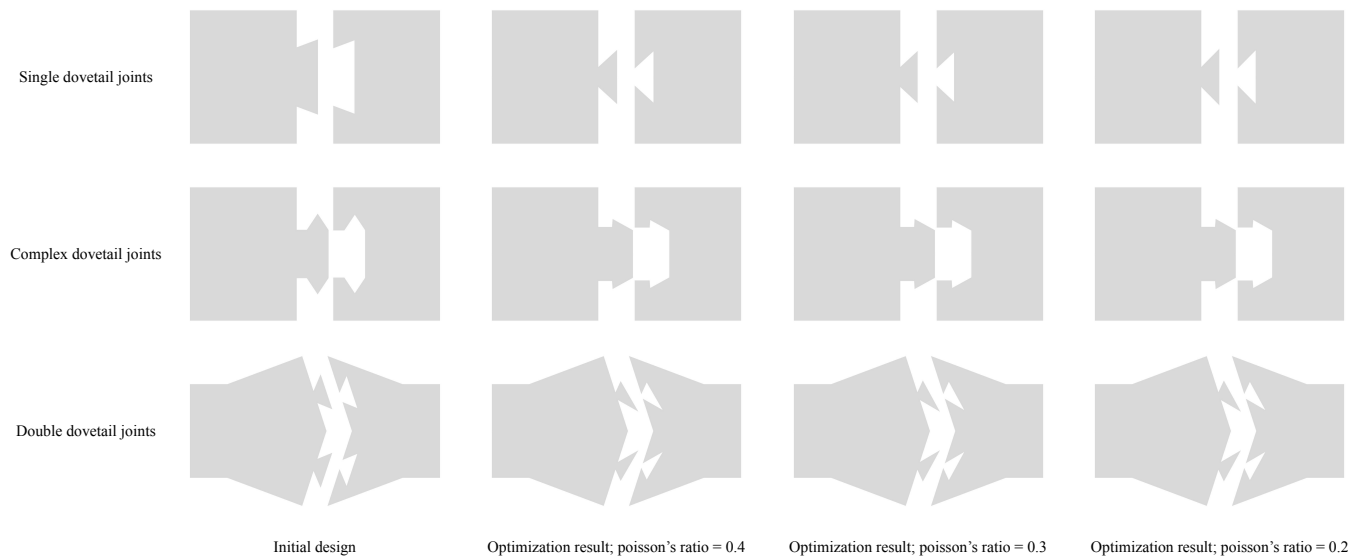 Single dovetail joints
Complex dovetail joints
Double dovetail joints
Initial design
Optimization result; poisson’s ratio = 0.4
Optimization result; poisson’s ratio = 0.3
Optimization result; poisson’s ratio = 0.2